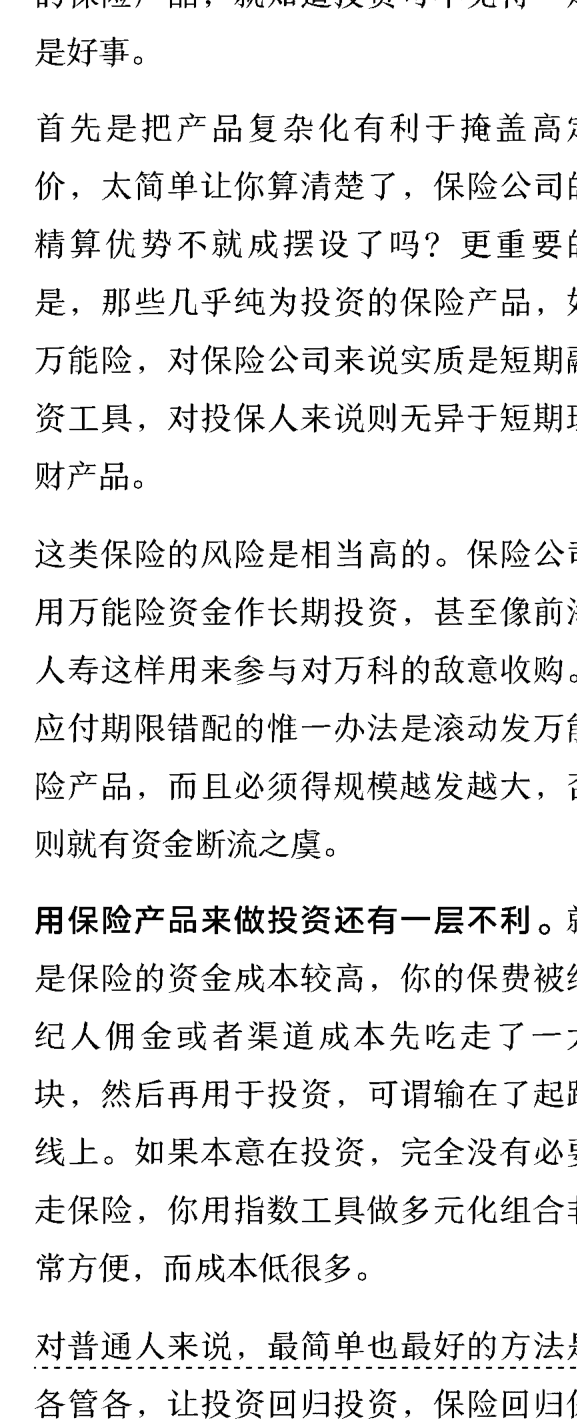 是好事。
首先是把产品复杂化有利于掩盖高定
价，太简单让你算清楚了，保险公司的
精算优势不就成摆设了吗？更重要的
是，那些几乎纯为投资的保险产品，如
万能险，对保险公司来说实质是短期融
资工具，对投保人来说则无异于短期理
财产品。
这类保险的风险是相当高的。保险公司
用万能险资金作长期投资，甚至像前海
人寿这样用来参与对万科的敌意收购。
应付期限错配的惟一办法是滚动发万能
险产品，而且必须得规模越发越大，否
则就有资金断流之虞。
用保险产品来做投资还有一层不利。就
是保险的资金成本较高，你的保费被经
纪人佣金或者渠道成本先吃走了一大
块，然后再用于投资，可谓输在了起跑
线上。如果本意在投资，完全没有必要
走保险，你用指数工具做多元化组合非
常方便，而成本低很多。
对普通人来说，最简单也最好的方法是
各管各，让投资回归投资，保险回归保